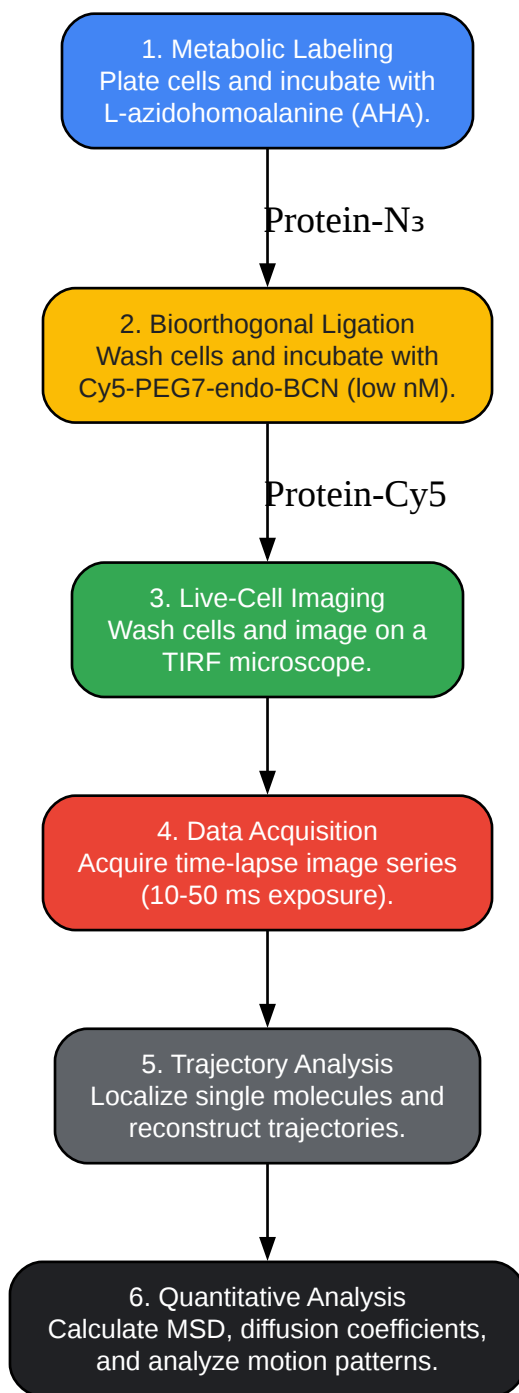 1. Metabolic Labeling
Plate cells and incubate with
L-azidohomoalanine (AHA).
Protein-N₃
2. Bioorthogonal Ligation
Wash cells and incubate with
Cy5-PEG7-endo-BCN (low nM).
Protein-Cy5
3. Live-Cell Imaging
Wash cells and image on a
TIRF microscope.
4. Data Acquisition
Acquire time-lapse image series
(10-50 ms exposure).
5. Trajectory Analysis
Localize single molecules and
reconstruct trajectories.
6. Quantitative Analysis
Calculate MSD, diffusion coefficients,
and analyze motion patterns.